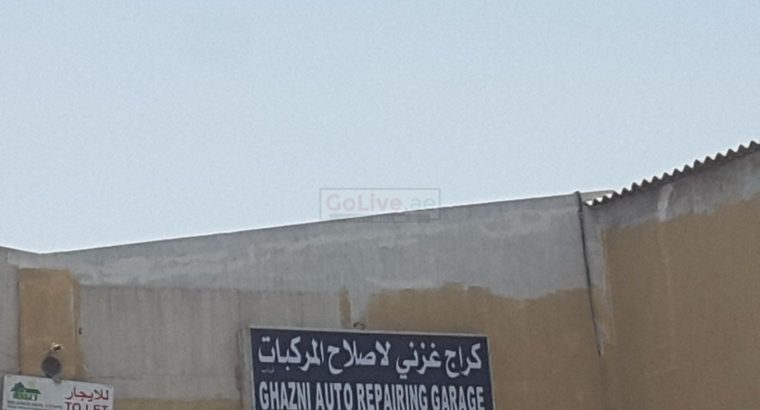 GoLive.ae
كراج غزني لاصلاح المركبات
GHAZNI AUTO REPAIRING GARAGE
للايجار
TO LET